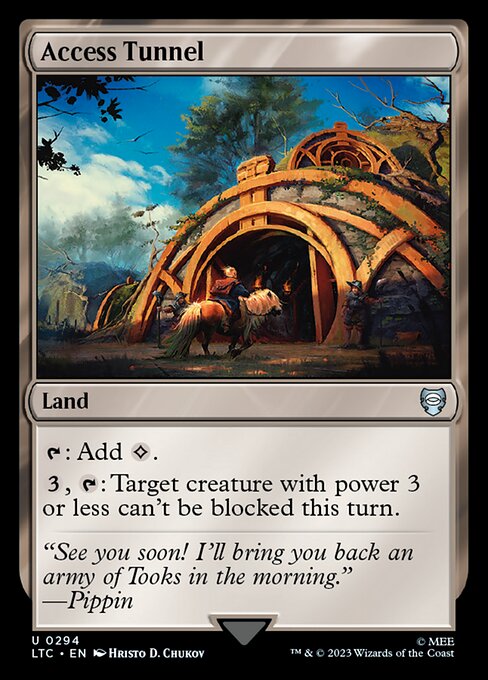 Access Tunnel
Land
: Add .
3, : Target creature with power 3
or less can't be blocked this turn.
“See you soon! I'll bring you back an
army of Tooks in the morning.”
—Pippin
U 0294
LTC • EN Hristo D. Chukov
© MEE
™ & © 2023 Wizards of the Coast